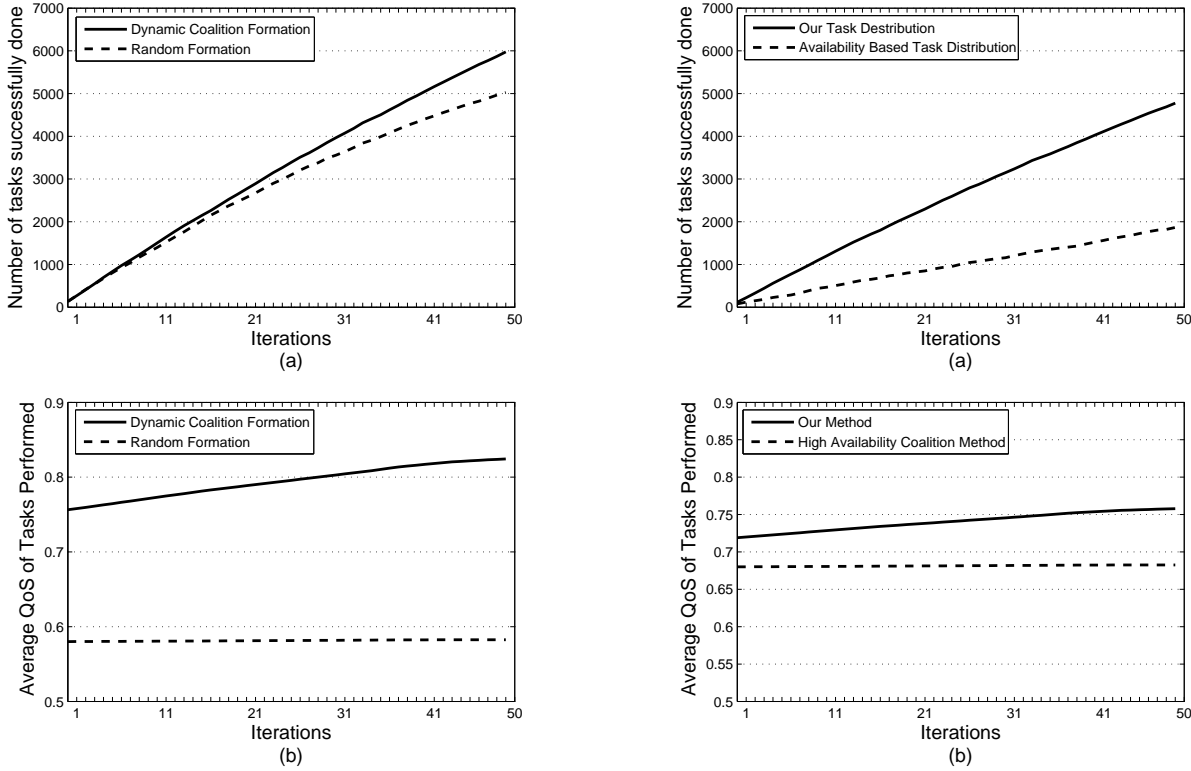 7000
6000
5000
4000
3000
2000
1000
0
Number of tasks successfully done
Dynamic Coalition Formation
Random Formation
1 11 21 31 41 50
Iterations
(a)
7000
6000
5000
4000
3000
2000
1000
0
Number of tasks successfully done
Our Task Destribution
Availability Based Task Distribution
1 11 21 31 41 50
Iterations
(a)
0.9
0.8
0.7
0.6
0.5
Average QoS of Tasks Performed
Dynamic Coalition Formation
Random Formation
1 11 21 31 41 50
Iterations
(b)
0.9
0.85
0.8
0.75
0.7
0.65
0.6
0.55
0.5
Average QoS of Tasks Performed
Our Method
High Availability Coalition Method
1 11 21 31 41 50
Iterations
(b)